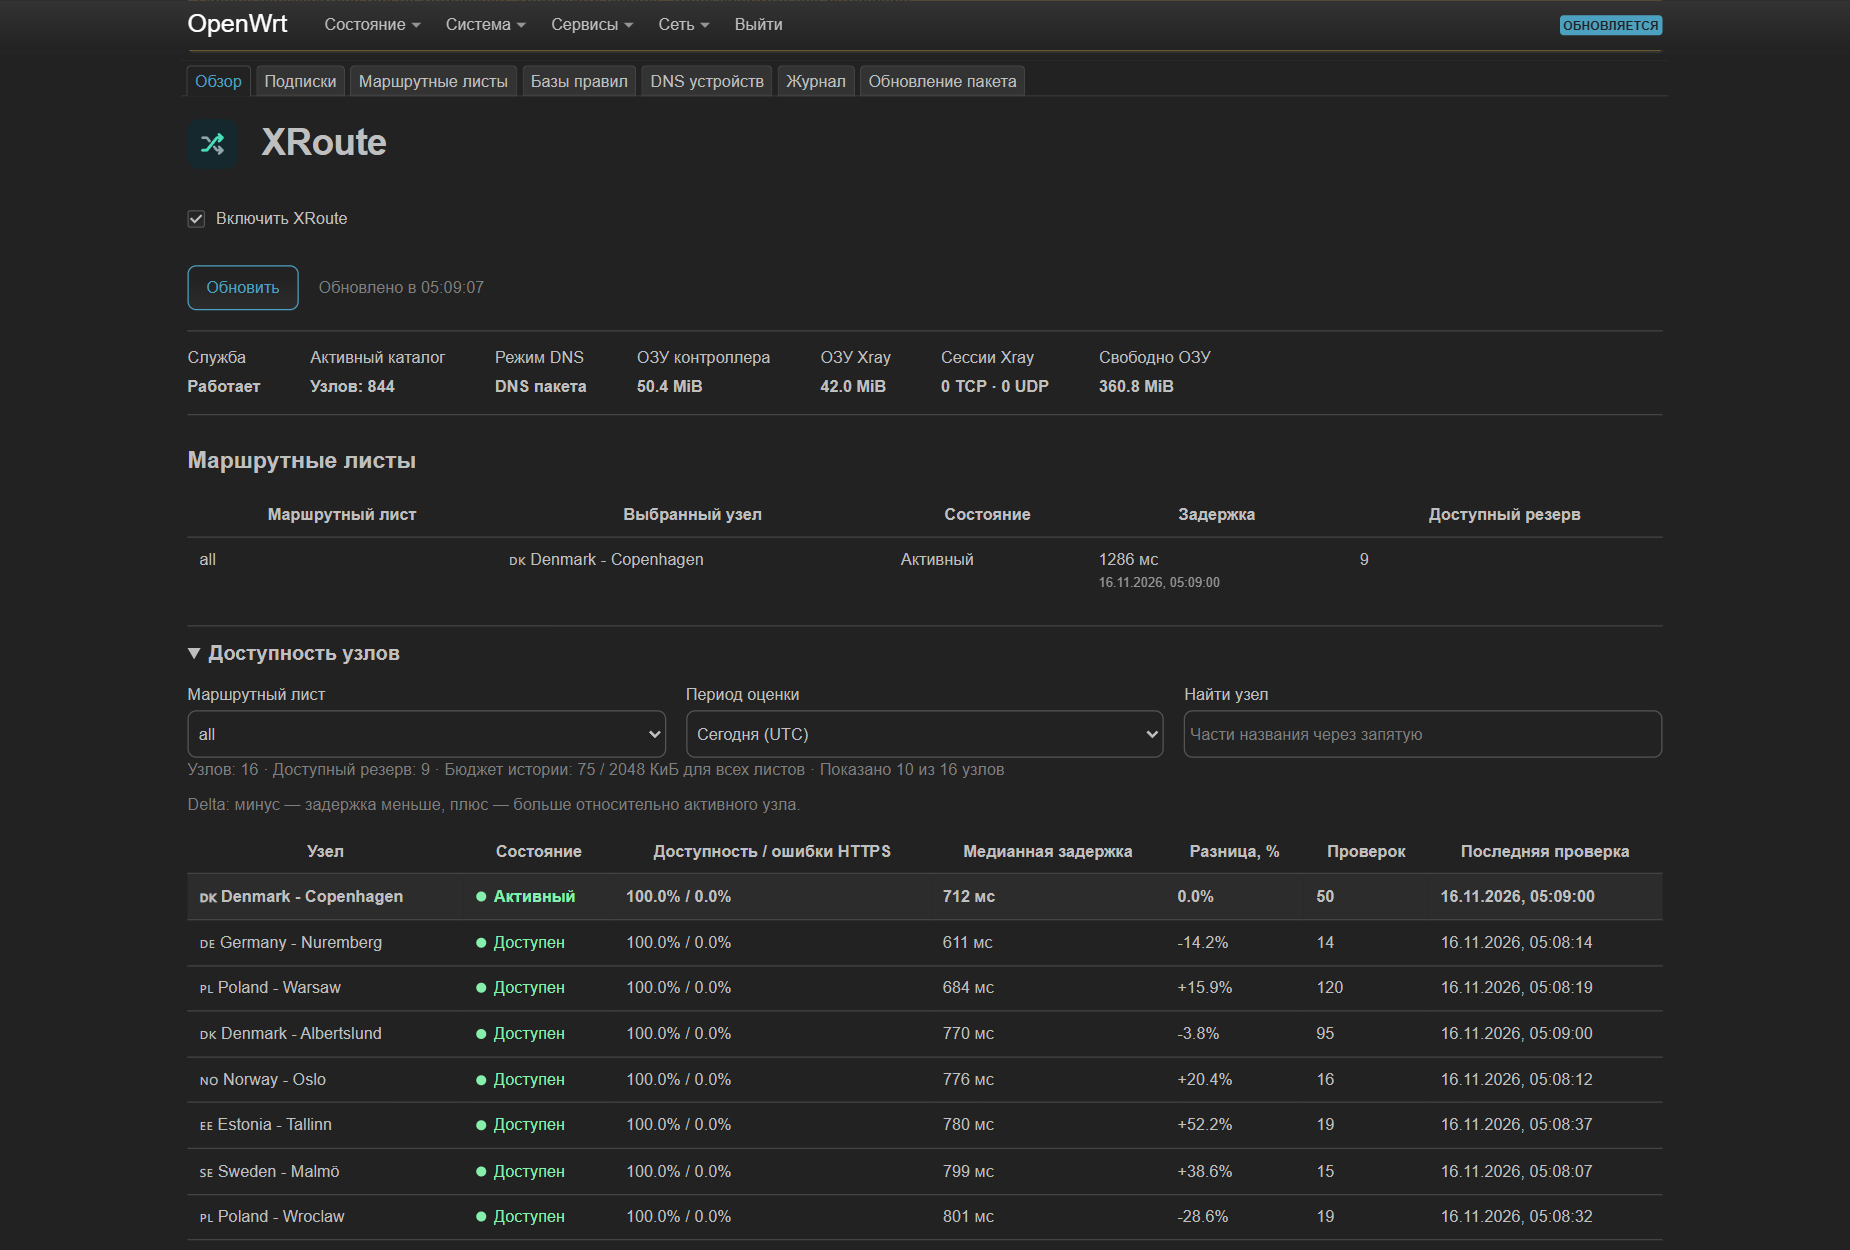 OpenWrt Состояние Система Сервисы Сеть Выйти ОБНОВЛЯЕТСЯ
Обзор Подписки Маршрутные листы Базы правил DNS устройств Журнал Обновление пакета
XRoute
Включить XRoute
Обновить Обновлено в 05:09:07
Служба Активный каталог Режим DNS ОЗУ контроллера ОЗУ Xray Сессии Xray Свободно ОЗУ
Работает Узлов: 844 DNS пакета 50.4 MiB 42.0 MiB 0 TCP · 0 UDP 360.8 MiB
Маршрутные листы
Маршрутный лист Выбранный узел Состояние Задержка Доступный резерв
all DK Denmark - Copenhagen Активный 1286 мс 9
16.11.2026, 05:09:00
▼ Доступность узлов
Маршрутный лист Период оценки Найти узел
all Сегодня (UTC) Части названия через запятую
Узлов: 16 · Доступный резерв: 9 · Бюджет истории: 75 / 2048 КиБ для всех листов · Показано 10 из 16 узлов
Delta: минус — задержка меньше, плюс — больше относительно активного узла.
Узел Состояние Доступность / ошибки HTTPS Медианная задержка Разница, % Проверок Последняя проверка
DK Denmark - Copenhagen Активный 100.0% / 0.0% 712 мс 0.0% 50 16.11.2026, 05:09:00
DE Germany - Nuremberg Доступен 100.0% / 0.0% 611 мс -14.2% 14 16.11.2026, 05:08:14
PL Poland - Warsaw Доступен 100.0% / 0.0% 684 мс +15.9% 120 16.11.2026, 05:08:19
DK Denmark - Albertslund Доступен 100.0% / 0.0% 770 мс -3.8% 95 16.11.2026, 05:09:00
NO Norway - Oslo Доступен 100.0% / 0.0% 776 мс +20.4% 16 16.11.2026, 05:08:12
EE Estonia - Tallinn Доступен 100.0% / 0.0% 780 мс +52.2% 19 16.11.2026, 05:08:37
SE Sweden - Malmö Доступен 100.0% / 0.0% 799 мс +38.6% 15 16.11.2026, 05:08:07
PL Poland - Wroclaw Доступен 100.0% / 0.0% 801 мс -28.6% 19 16.11.2026, 05:08:32